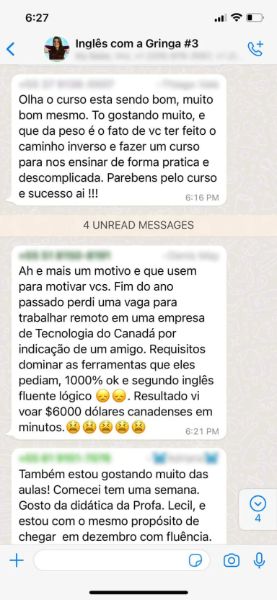 6:27
Inglês com a Gringa #3
Olha o curso esta sendo bom, muito
bom mesmo. To gostando muito, e
que da peso é o fato de vc ter feito o
caminho inverso e fazer um curso
para nos ensinar de forma pratica e
descomplicada. Parebens pelo curso
e sucesso ai !!!
6:16 PM
4 UNREAD MESSAGES
Ah e mais um motivo e que usem
para motivar vcs. Fim do ano
passado perdi uma vaga para
trabalhar remoto em uma empresa
de Tecnologia do Canadá por
indicação de um amigo. Requisitos
dominar as ferramentas que eles
pediam, 1000% ok e segundo inglês
fluente lógico 😞😞. Resultado vi
voar $6000 dólares canadenses em
minutos.😫😫😫😫😫
6:21 PM
Também estou gostando muito das
aulas! Comecei tem uma semana.
Gosto da didática da Profa. Lecil, e
estou com o mesmo propósito de
chegar em dezembro com fluência.
4